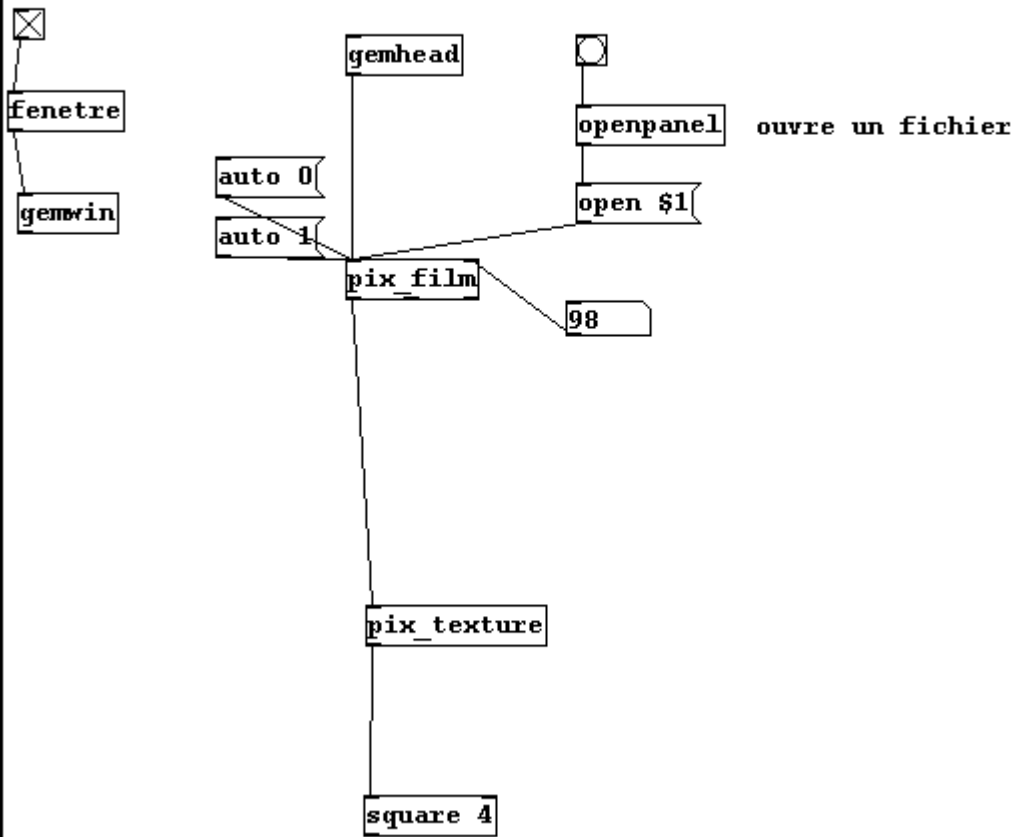 gemhead
fenetre
openpanel
ouvre un fichier
auto 0
open $1
gemwin
auto 1
pix_film
98
pix_texture
square 4